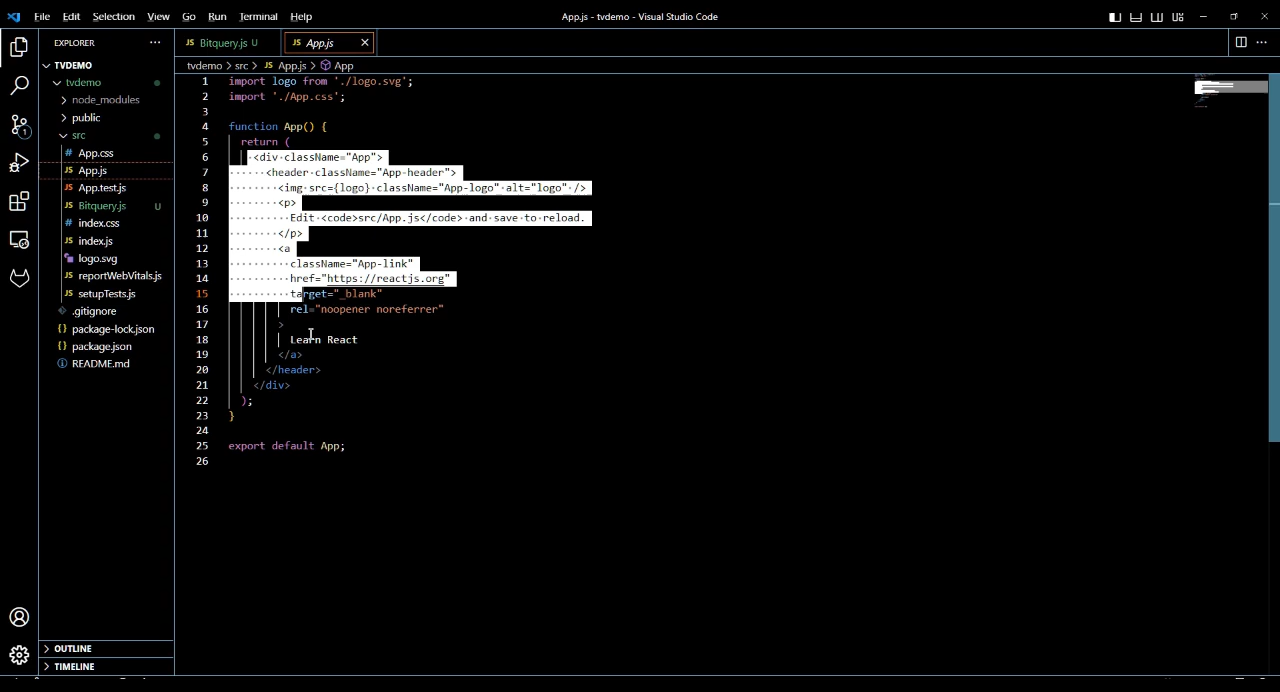 File Edit Selection View Go Run Terminal Help
App.js - tvdemo - Visual Studio Code
EXPLORER
TVDEMO
tvdemo
node_modules
public
src
App.css
App.js
App.test.js
Bitquery.js U
index.css
index.js
logo.svg
reportWebVitals.js
setupTests.js
.gitignore
package-lock.json
package.json
README.md
OUTLINE
TIMELINE
JS Bitquery.js U
JS App.js
tvdemo > src > JS App.js > App
1 import logo from './logo.svg';
2 import './App.css';
3
4 function App() {
5 return (
6 <div className="App">
7 <header className="App-header">
8 <img src={logo} className="App-logo" alt="logo" />
9 <p>
10 Edit <code>src/App.js</code> and save to reload.
11 </p>
12 <a
13 className="App-link"
14 href="https://reactjs.org"
15 target="_blank"
16 rel="noopener noreferrer"
17 >
18 Learn React
19 </a>
20 </header>
21 </div>
22 );
23 }
24
25 export default App;
26